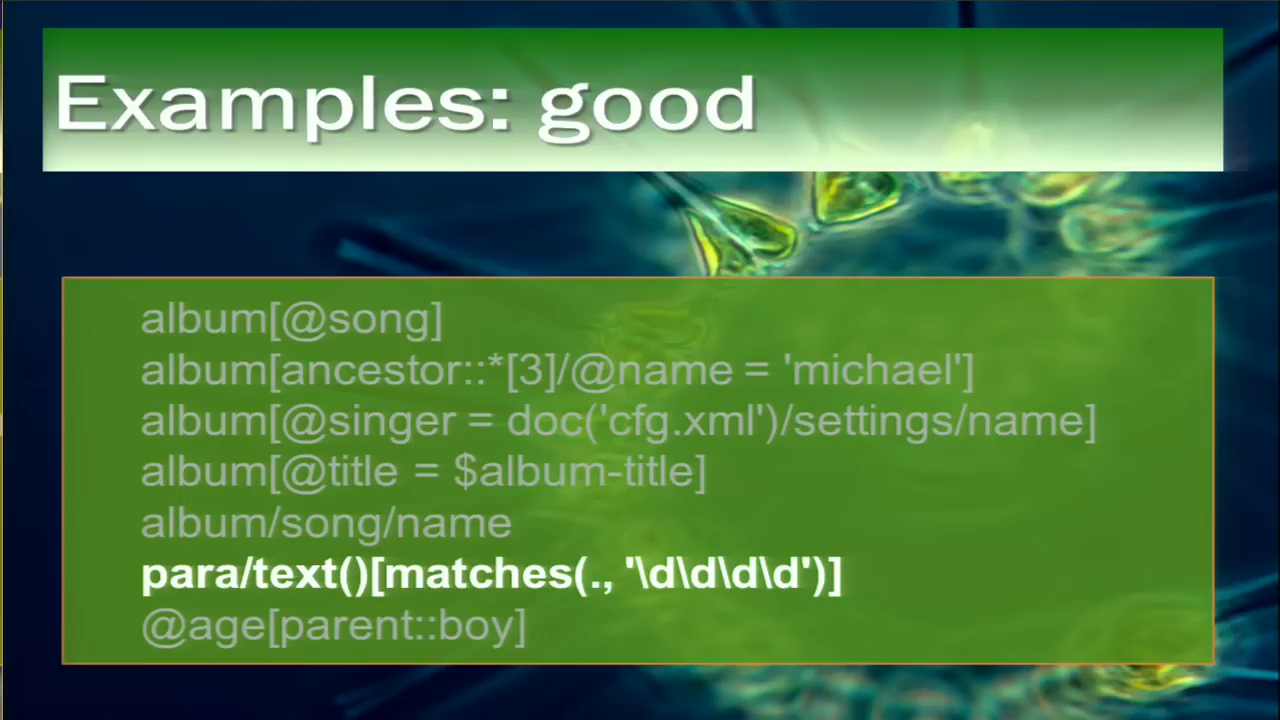 Examples: good
album[@song]
album[ancestor::*[3]/@name = 'michael']
album[@singer = doc('cfg.xml')/settings/name]
album[@title = $album-title]
album/song/name
para/text()[matches(., '\d\d\d\d')]
@age[parent::boy]